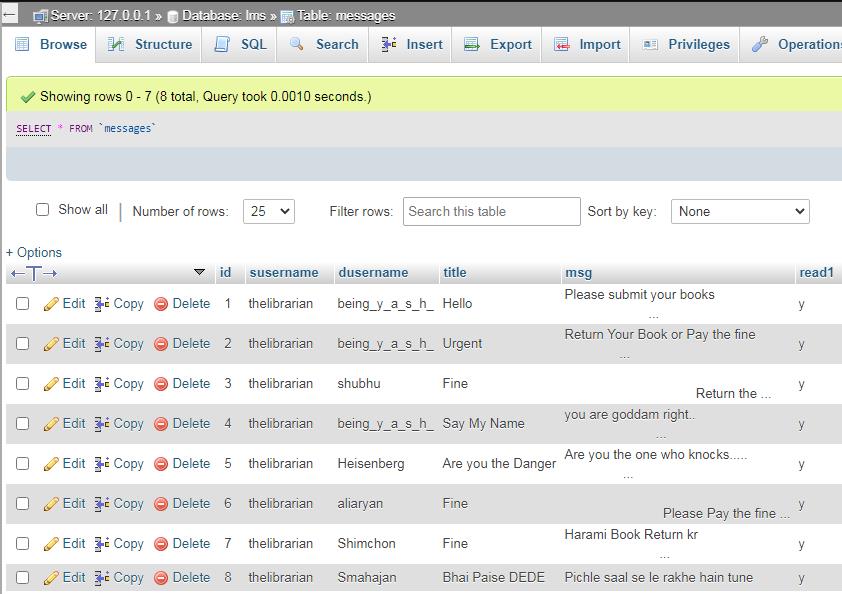 Server: 127.0.0.1 » Database: lms » Table: messages
Browse Structure SQL Search Insert Export Import Privileges Operations
Showing rows 0 - 7 (8 total, Query took 0.0010 seconds.)
SELECT * FROM `messages`
Show all | Number of rows: 25 Filter rows: Search this table Sort by key: None
+ Options
←T→ id susername dusername title msg read1
Edit Copy Delete 1 thelibrarian being_y_a_s_h_ Hello Please submit your books
... y
Edit Copy Delete 2 thelibrarian being_y_a_s_h_ Urgent Return Your Book or Pay the fine
... y
Edit Copy Delete 3 thelibrarian shubhu Fine Return the ... y
Edit Copy Delete 4 thelibrarian being_y_a_s_h_ Say My Name you are goddam right..
... y
Edit Copy Delete 5 thelibrarian Heisenberg Are you the Danger Are you the one who knocks.....
... y
Edit Copy Delete 6 thelibrarian aliaryan Fine Please Pay the fine ... y
Edit Copy Delete 7 thelibrarian Shimchon Fine Harami Book Return kr
... y
Edit Copy Delete 8 thelibrarian Smahajan Bhai Paise DEDE Pichle saal se le rakhe hain tune y